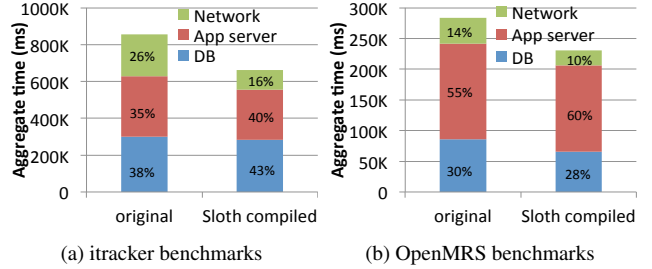 Aggregate time (ms)
1000K
800K
600K
400K
200K
0
Network
App server
DB
26%
35%
38%
16%
40%
43%
original
Sloth compiled
(a) itracker benchmarks
Aggregate time (ms)
300K
250K
200K
150K
100K
50K
0
Network
App server
DB
14%
55%
30%
10%
60%
28%
original
Sloth compiled
(b) OpenMRS benchmarks